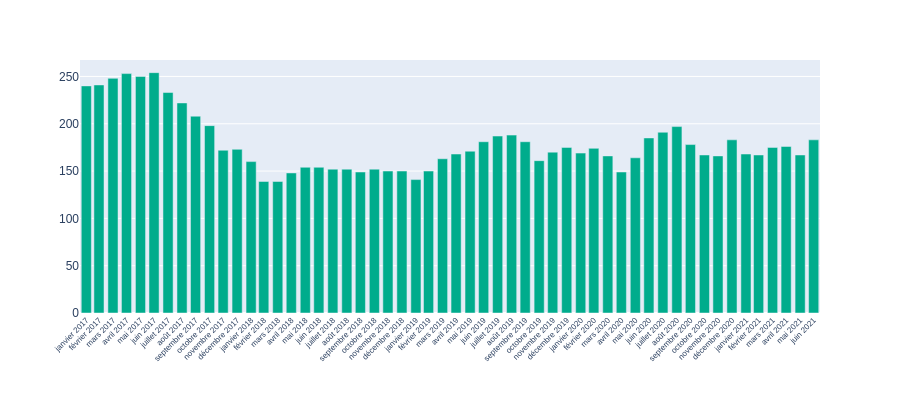 250
200
150
100
50
0
janvier 2017
février 2017
mars 2017
avril 2017
mai 2017
juin 2017
juillet 2017
août 2017
septembre 2017
octobre 2017
novembre 2017
décembre 2017
janvier 2018
février 2018
mars 2018
avril 2018
mai 2018
juin 2018
juillet 2018
août 2018
septembre 2018
octobre 2018
novembre 2018
décembre 2018
janvier 2019
février 2019
mars 2019
avril 2019
mai 2019
juin 2019
juillet 2019
août 2019
septembre 2019
octobre 2019
novembre 2019
décembre 2019
janvier 2020
février 2020
mars 2020
avril 2020
mai 2020
juin 2020
juillet 2020
août 2020
septembre 2020
octobre 2020
novembre 2020
décembre 2020
janvier 2021
février 2021
mars 2021
avril 2021
mai 2021
juin 2021